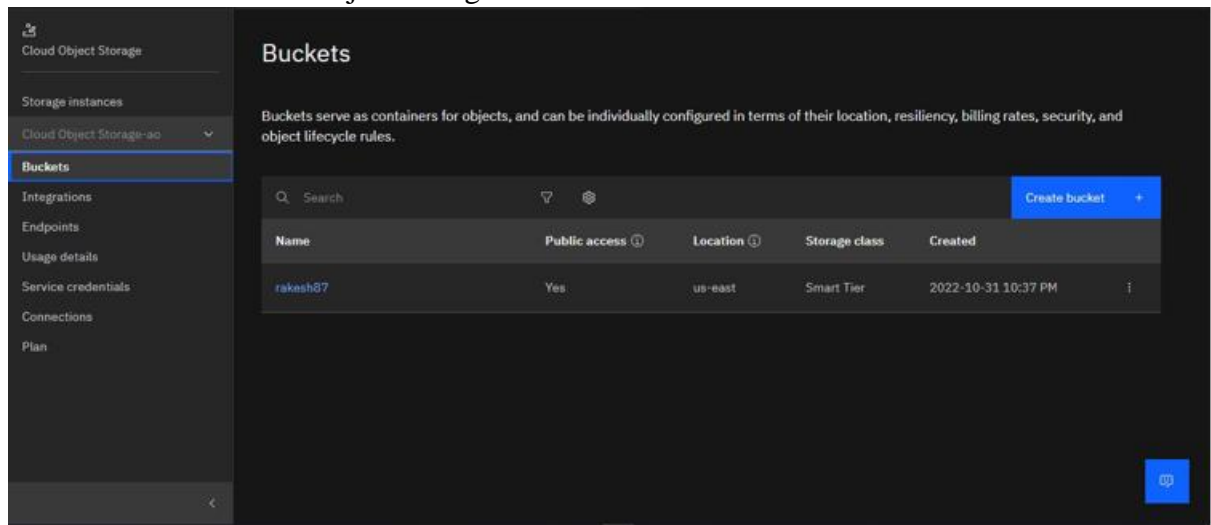 Cloud Object Storage
Storage instances
Cloud Object Storage-ao
Buckets
Integrations
Endpoints
Usage details
Service credentials
Connections
Plan
Buckets
Buckets serve as containers for objects, and can be individually configured in terms of their location, resiliency, billing rates, security, and
object lifecycle rules.
Search
Create bucket +
Name Public access Location Storage class Created
rakesh87 Yes us-east Smart Tier 2022-10-31 10:37 PM